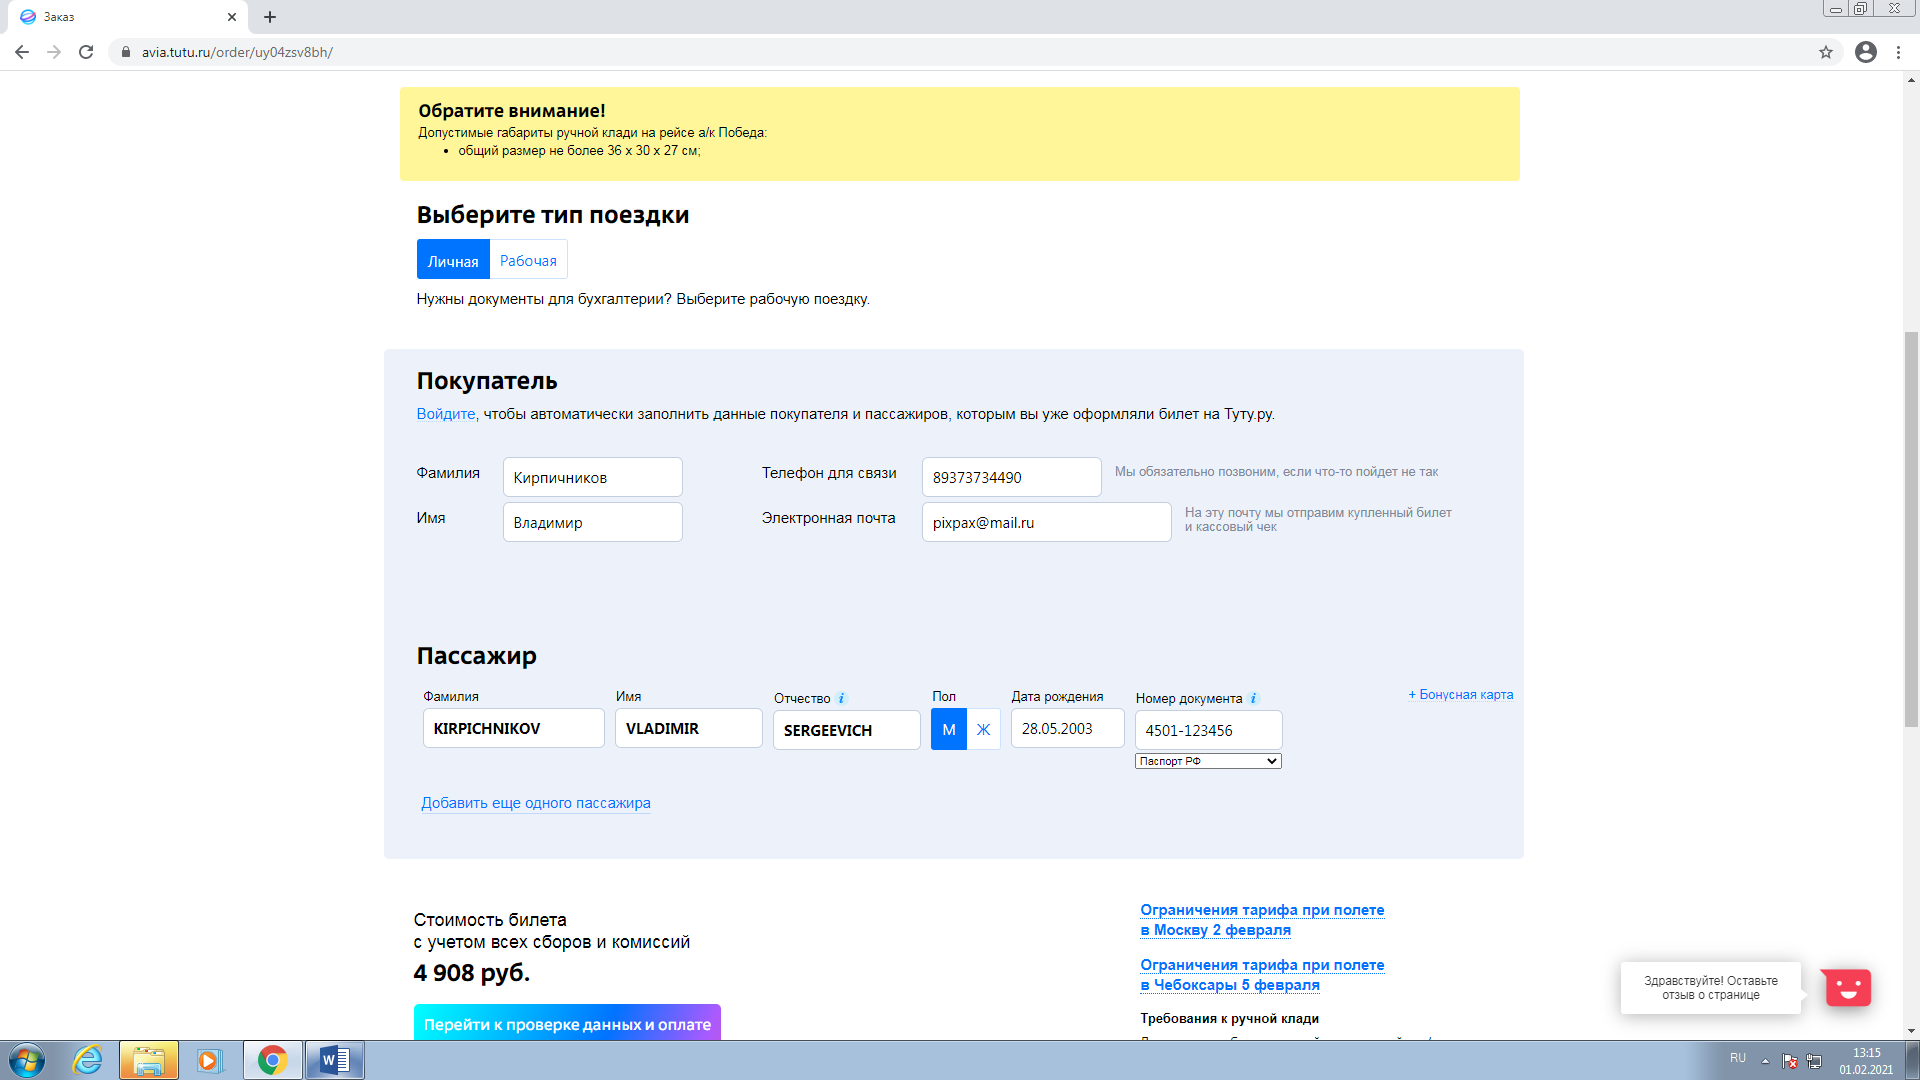 Заказ
avia.tutu.ru/order/uy04zsv8bh/
Обратите внимание!
Допустимые габариты ручной клади на рейсе а/к Победа:
• общий размер не более 36 x 30 x 27 см;
Выберите тип поездки
Личная Рабочая
Нужны документы для бухгалтерии? Выберите рабочую поездку.
Покупатель
Войдите, чтобы автоматически заполнить данные покупателя и пассажиров, которым вы уже оформляли билет на Туту.ру.
Фамилия Кирпичников Телефон для связи 89373734490 Мы обязательно позвоним, если что-то пойдет не так
Имя Владимир Электронная почта pixpax@mail.ru На эту почту мы отправим купленный билет
и кассовый чек
Пассажир
Фамилия Имя Отчество i Пол Дата рождения Номер документа i + Бонусная карта
KIRPICHNIKOV VLADIMIR SERGEEVICH М Ж 28.05.2003 4501-123456
Паспорт РФ
Добавить еще одного пассажира
Стоимость билета
с учетом всех сборов и комиссий
4 908 руб.
Перейти к проверке данных и оплате
Ограничения тарифа при полете
в Москву 2 февраля
Ограничения тарифа при полете
в Чебоксары 5 февраля
Требования к ручной клади
Здравствуйте! Оставьте
отзыв о странице
RU 13:15
01.02.2021